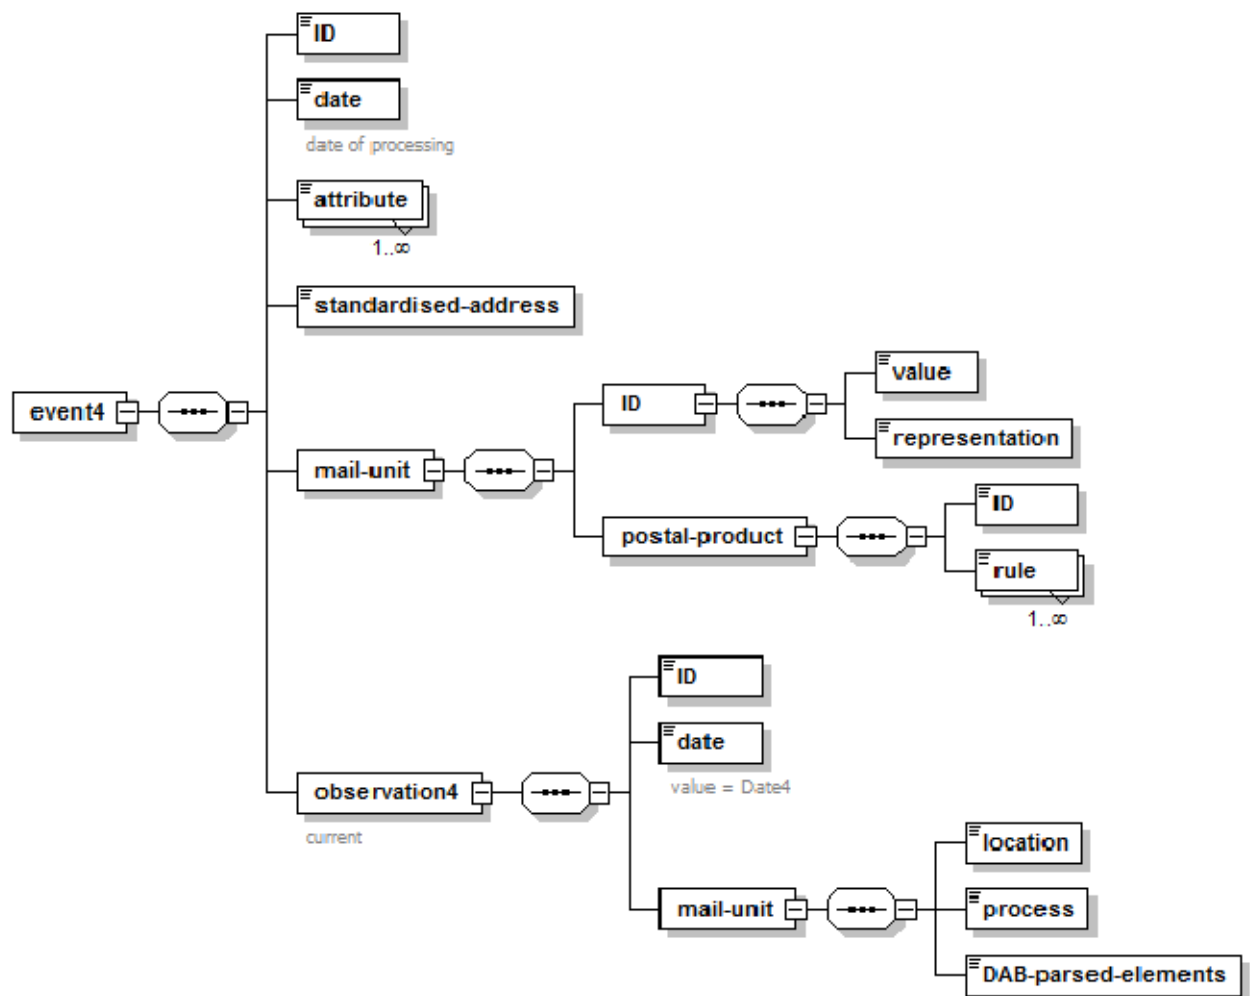 ID
date
date of processing
attribute
1..∞
standardised-address
event4
mail-unit
ID
value
representation
postal-product
ID
rule
1..∞
observation4
current
ID
date
value = Date4
mail-unit
location
process
DAB-parsed-elements